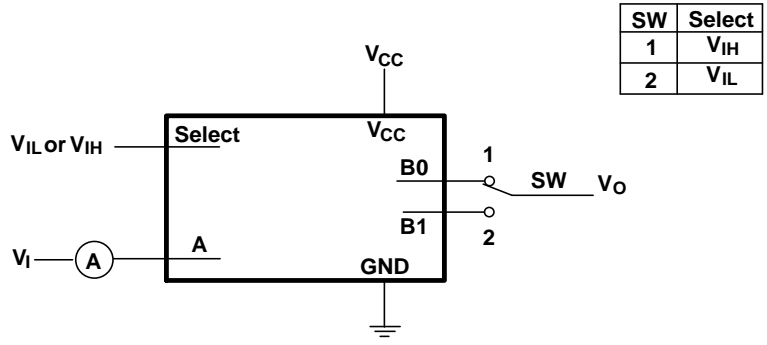 SW Select
1 VIH
2 VIL
VCC
VCC
Select
VIL or VIH
B0
1
SW
VO
B1
2
A
VI
A
GND